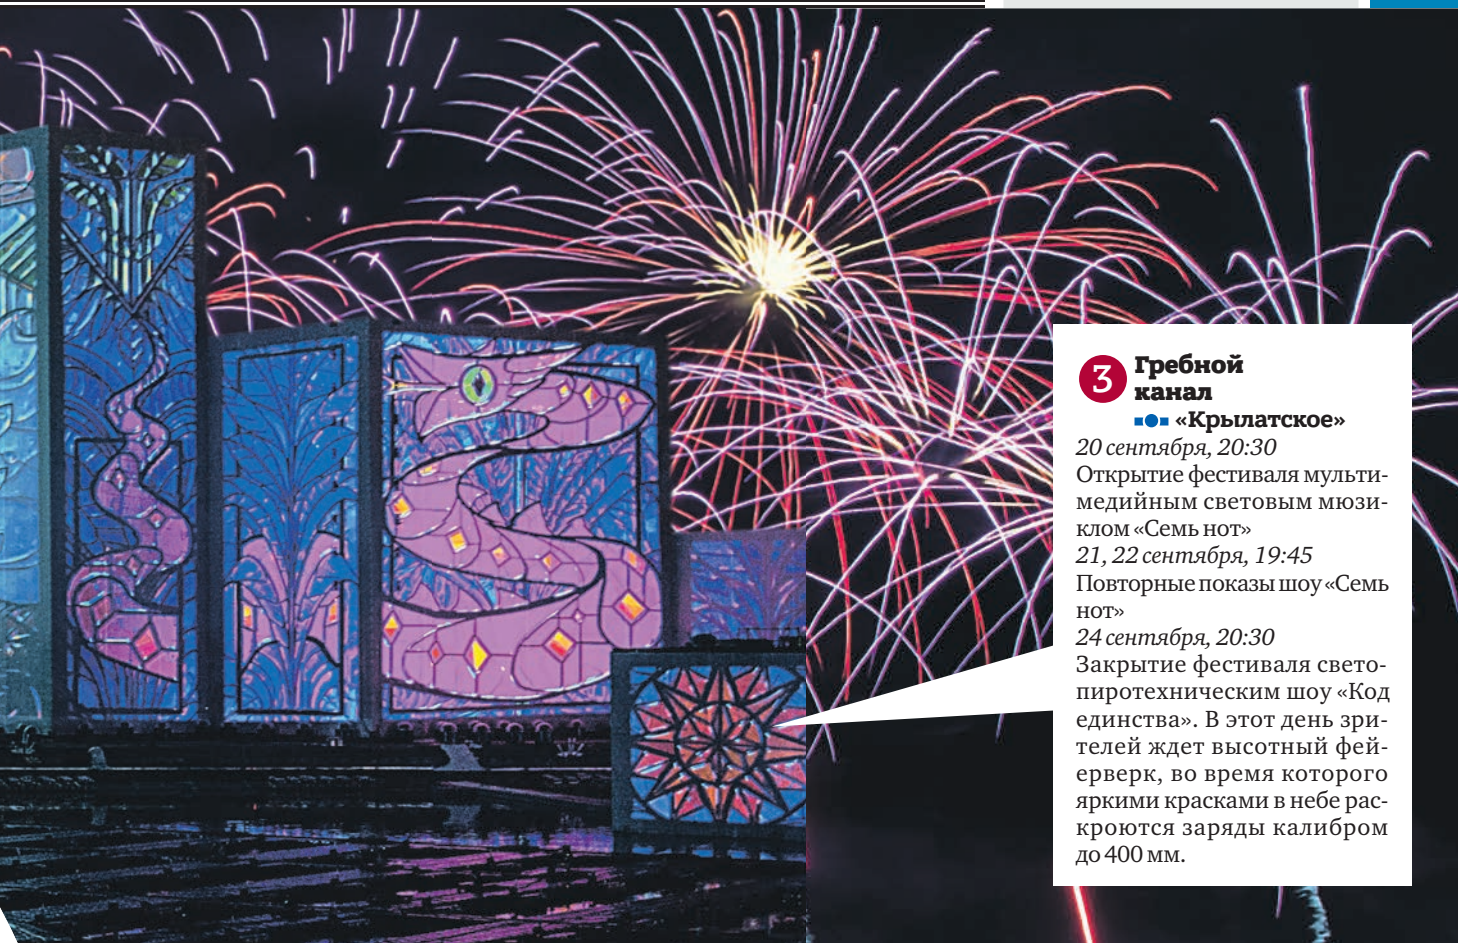 3 Гребной
канал
«Крылатское»
20 сентября, 20:30
Открытие фестиваля мульти-
медийным световым мюзи-
клом «Семь нот»
21, 22 сентября, 19:45
Повторные показы шоу «Семь
нот»
24 сентября, 20:30
Закрытие фестиваля свето-
пиротехническим шоу «Код
единства». В этот день зри-
телей ждет высотный фей-
ерверк, во время которого
яркими красками в небе рас-
кроются заряды калибром
до 400 мм.